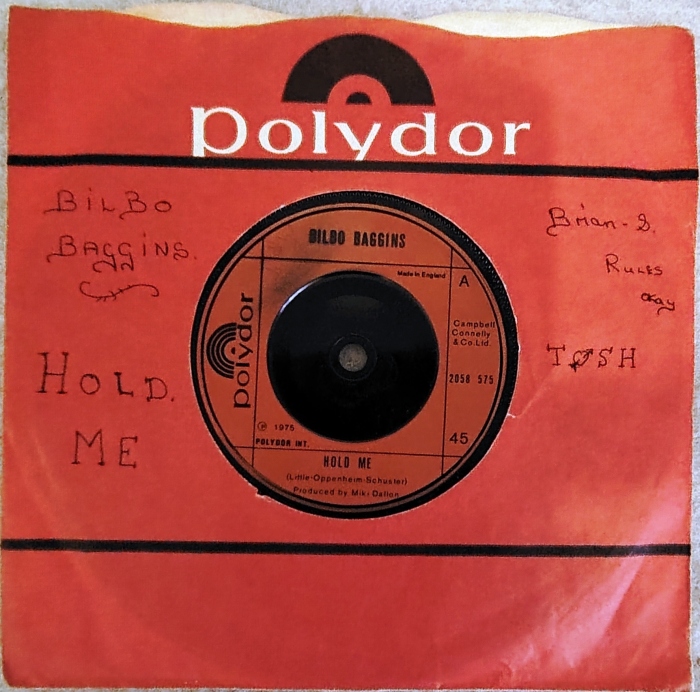 polydor
BiLBO
BAGGiNS.
HOLD.
ME
Brian-S.
RuLES
okay
TOSH
BILBO BAGGINS
Made in England
A
polydor
Campbell
Connelly
& Co.Ltd.
2058 575
℗ 1975
POLYDOR INT.
45
HOLD ME
(Little-Oppenheim-Schuster)
Produced by Miki Dallon